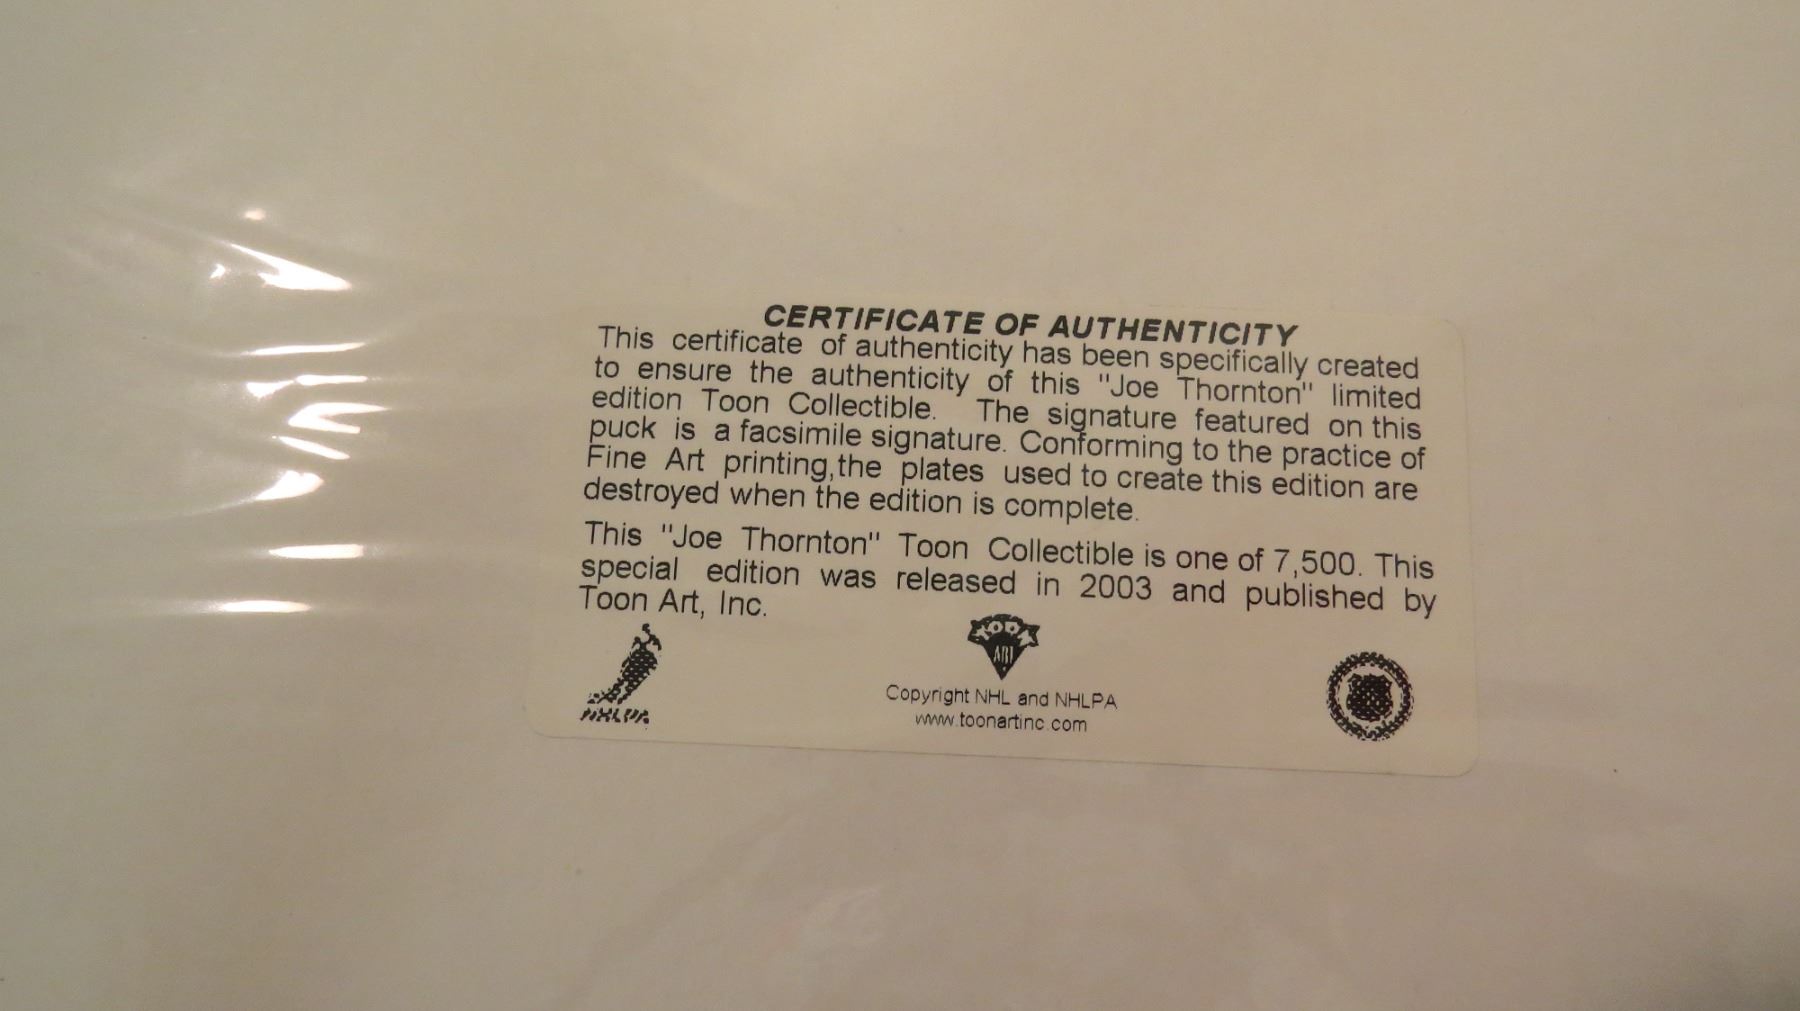 CERTIFICATE OF AUTHENTICITY
This certificate of authenticity has been specifically created
to ensure the authenticity of this "Joe Thornton" limited
edition Toon Collectible. The signature featured on this
puck is a facsimile signature. Conforming to the practice of
Fine Art printing,the plates used to create this edition are
destroyed when the edition is complete.
This "Joe Thornton" Toon Collectible is one of 7,500. This
special edition was released in 2003 and published by
Toon Art, Inc.
TOON
ART
NHLPA
Copyright NHL and NHLPA
www.toonartinc.com